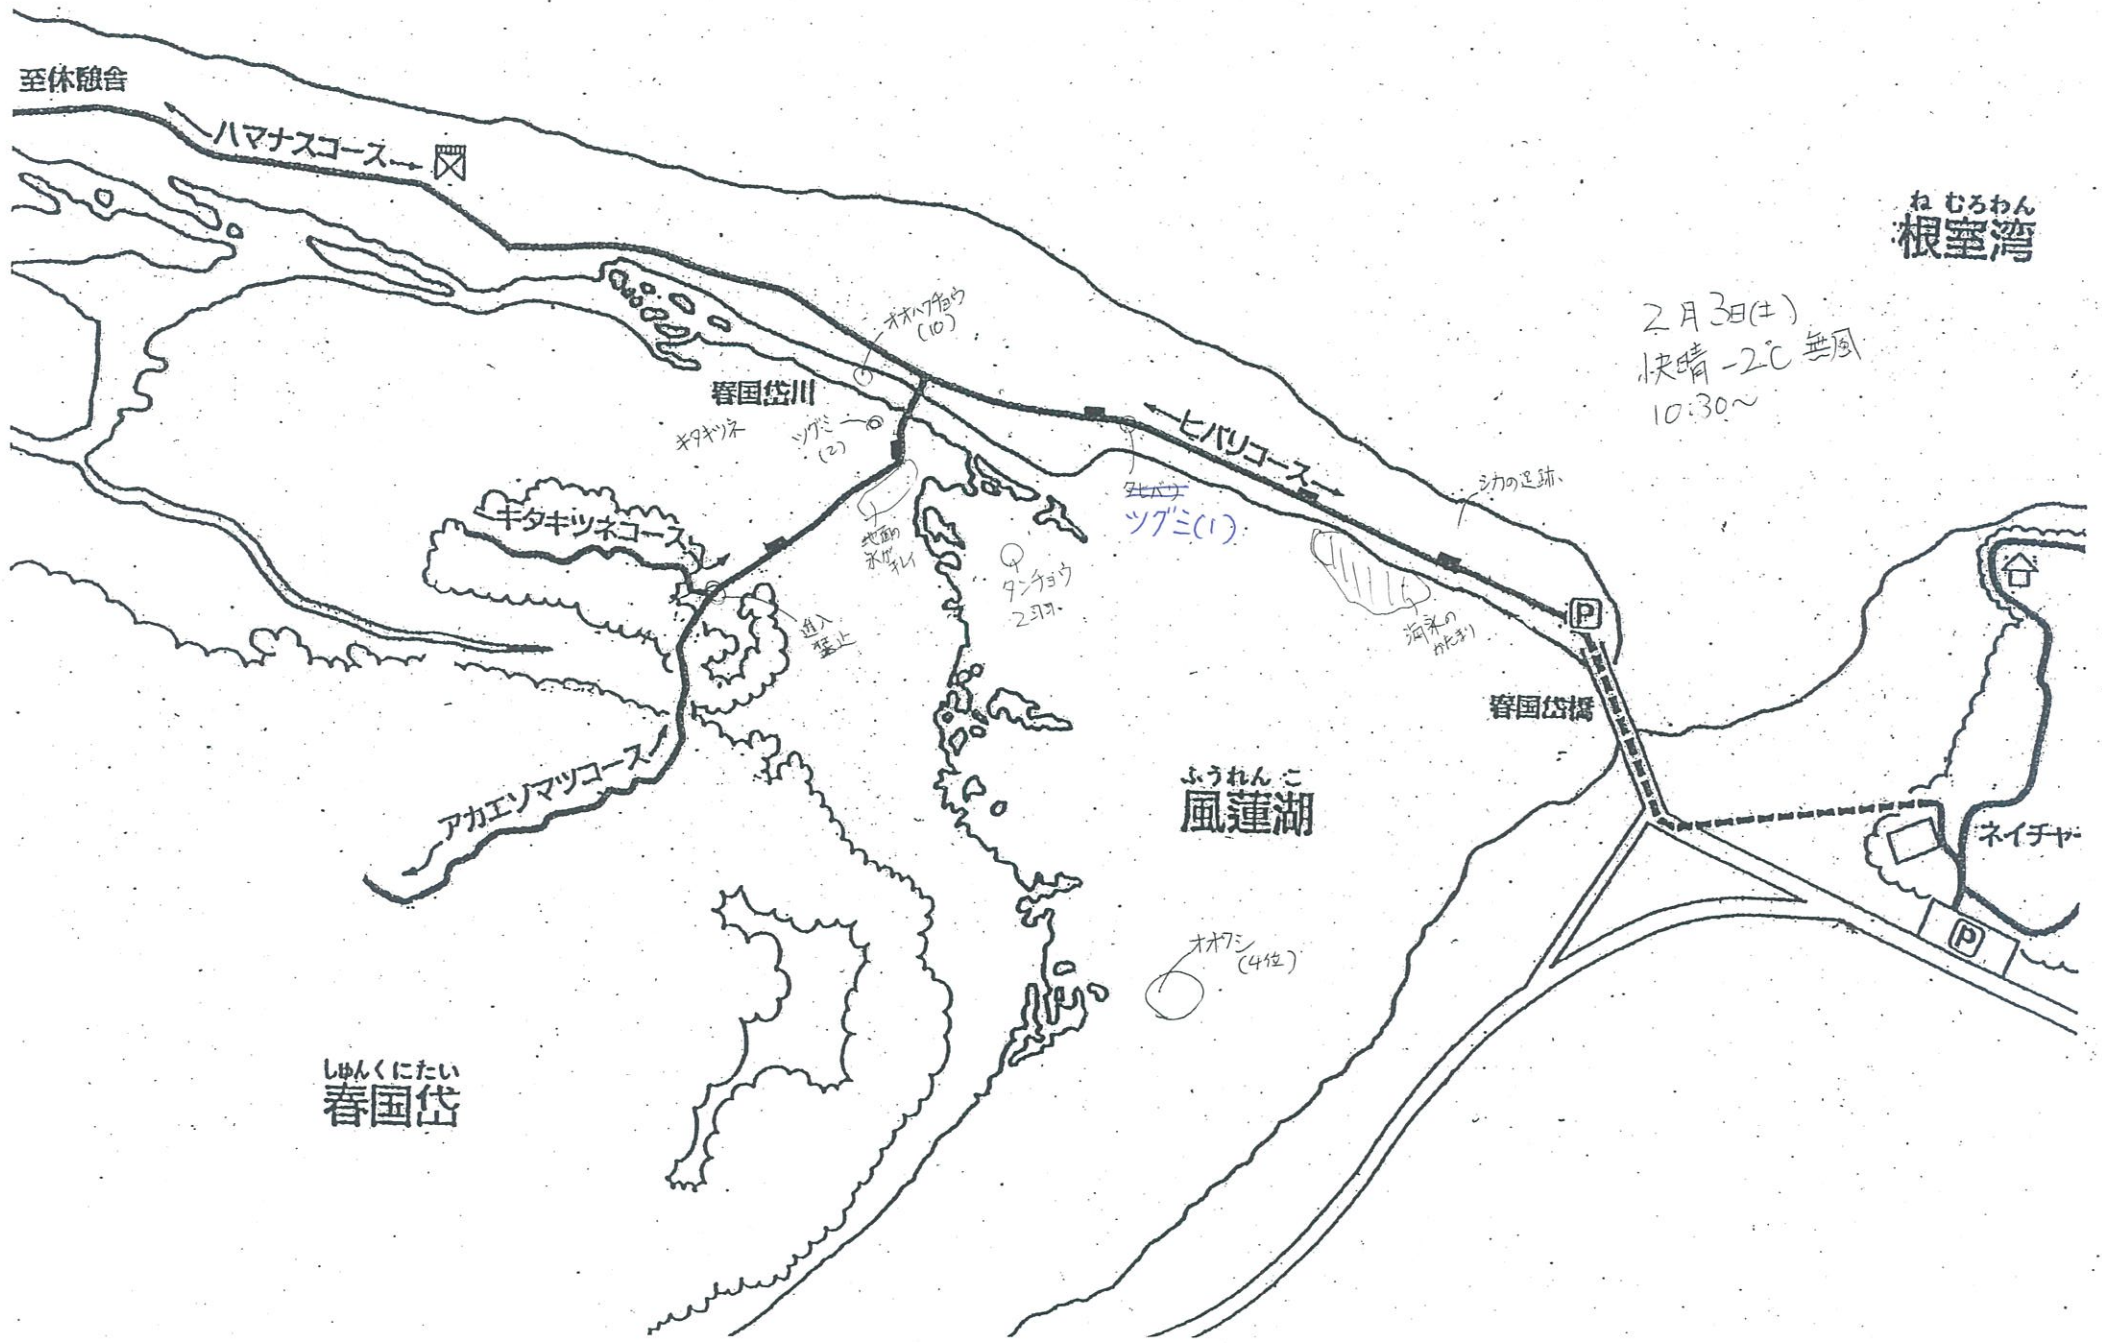 至休憩舎
ハマナスコース
ね むろわん
根室湾
2月3日(土)
快晴 -2℃ 無風
10:30～
オオハクチョウ
(10)
春国岱川
キタキツネ
ツグミ
(2)
ヒバリコース
シカの足跡
タヒバリ
ツグミ(1)
キタキツネコース
地面の
氷がキレイ
タンチョウ
2羽
海氷の
かたまり
進入
禁止
P
春国岱橋
アカエゾマツコース
ふうれん こ
風蓮湖
ネイチャー
P
オオワシ
(4位)
しゅんくにたい
春国岱